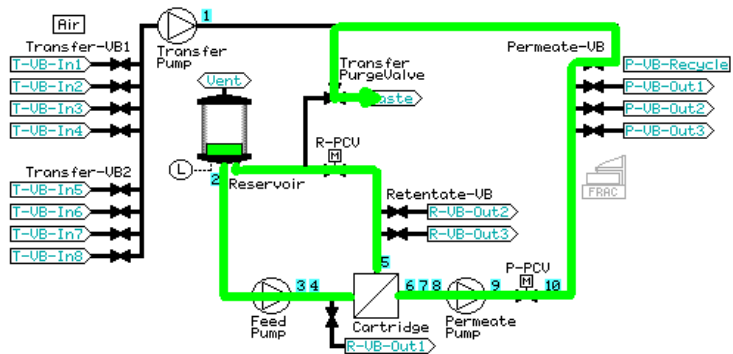 Air
1
Transfer-VB1
Transfer
Pump
T-VB-In1
T-VB-In2
T-VB-In3
T-VB-In4
Vent
Transfer
PurgeValve
aste
Permeate-VB
P-VB-Recycle
P-VB-Out1
P-VB-Out2
P-VB-Out3
R-PCV
M
L
2
Reservoir
Transfer-VB2
T-VB-In5
T-VB-In6
T-VB-In7
T-VB-In8
Retentate-VB
R-VB-Out2
R-VB-Out3
FRAC
5
3 4
6 7 8
9
10
P-PCV
M
Feed
Pump
Cartridge
Permeate
Pump
R-VB-Out1